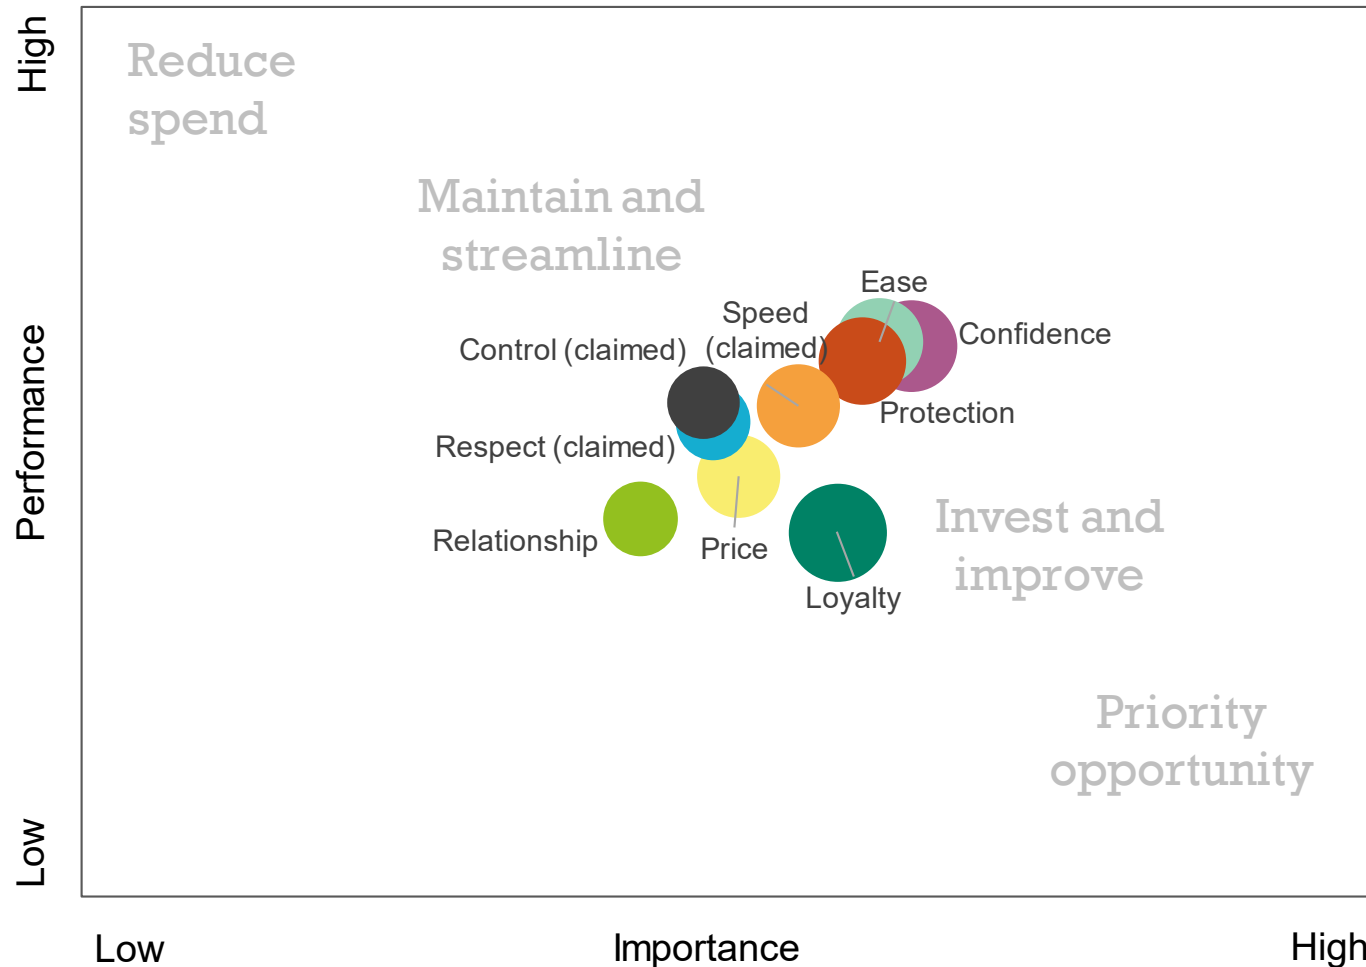 High
Reduce
spend
Maintain and
streamline
Ease
Speed
(claimed)
Confidence
Control (claimed)
Protection
Performance
Respect (claimed)
Relationship
Price
Invest and
improve
Loyalty
Priority
opportunity
Low
Low
Importance
High